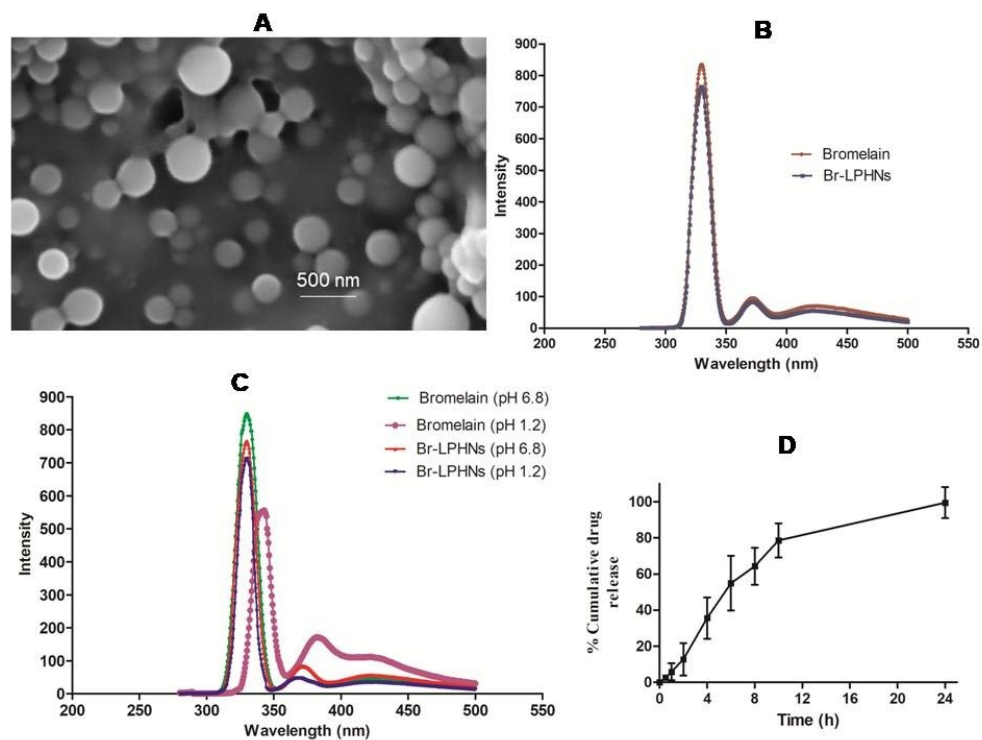 A
500 nm
B
900
800
700
600
500
400
300
200
100
0
Intensity
200 250 300 350 400 450 500 550
Wavelength (nm)
Bromelain
Br-LPHNs
C
900
800
700
600
500
400
300
200
100
0
Intensity
200 250 300 350 400 450 500 550
Wavelength (nm)
Bromelain (pH 6.8)
Bromelain (pH 1.2)
Br-LPHNs (pH 6.8)
Br-LPHNs (pH 1.2)
D
100
80
60
40
20
0
% Cumulative drug
release
0 4 8 12 16 20 24
Time (h)